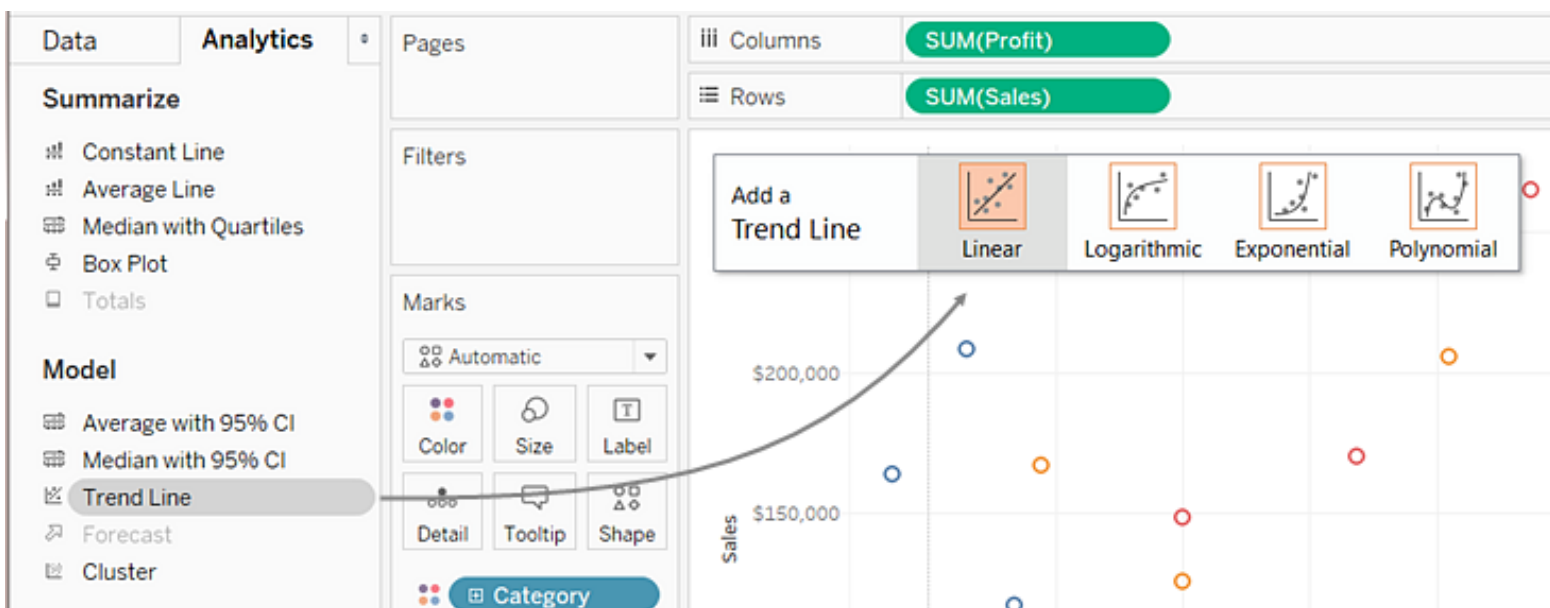 Data
Analytics
Pages
Columns
SUM(Profit)
Rows
SUM(Sales)
Summarize
Constant Line
Average Line
Median with Quartiles
Box Plot
Totals
Filters
Add a
Trend Line
Linear
Logarithmic
Exponential
Polynomial
Marks
Automatic
Color
Size
Label
Detail
Tooltip
Shape
Category
Model
Average with 95% CI
Median with 95% CI
Trend Line
Forecast
Cluster
$200,000
$150,000
Sales